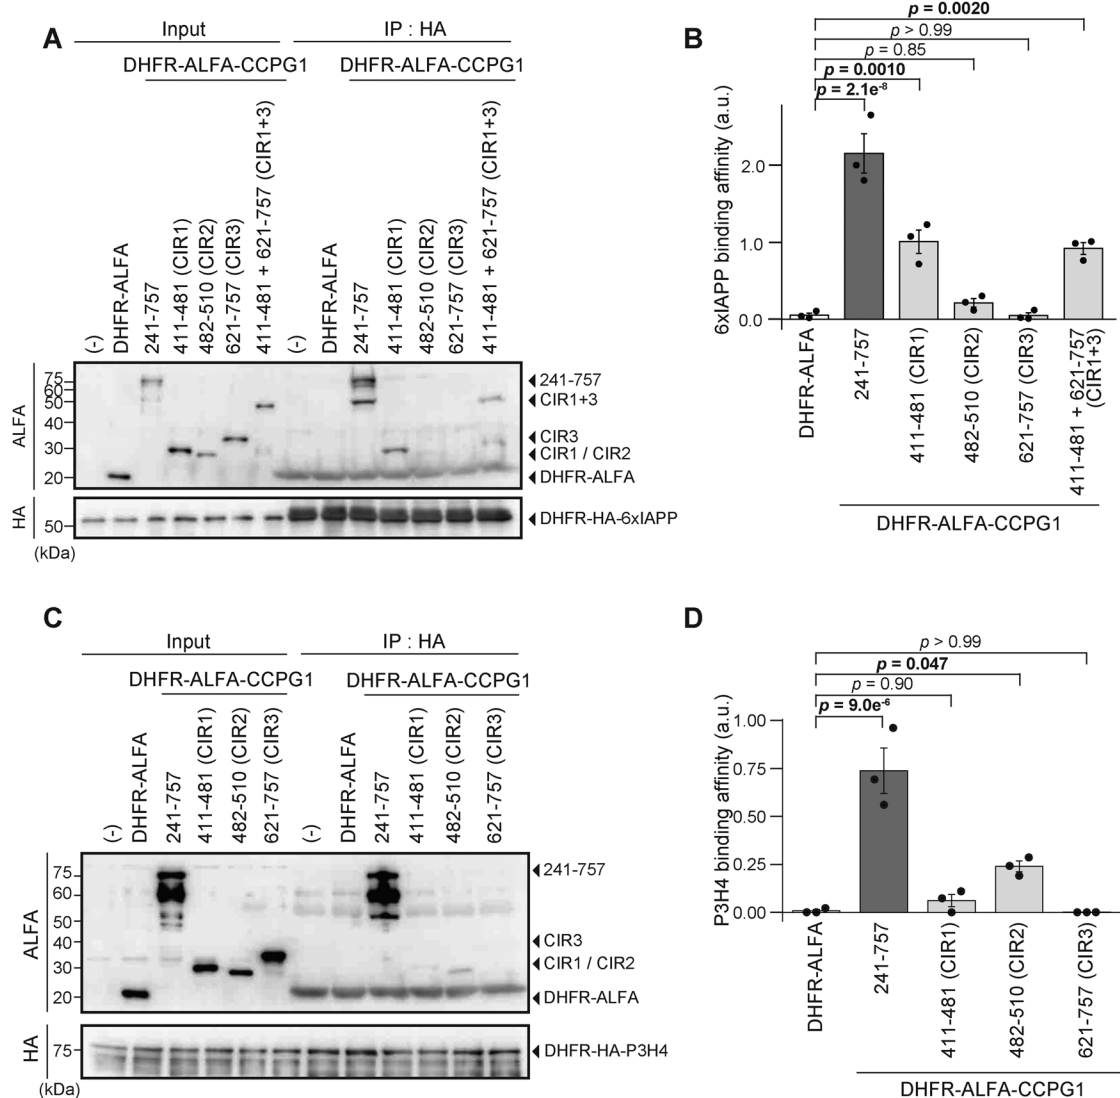 A
Input
IP : HA
DHFR-ALFA-CCPG1
DHFR-ALFA-CCPG1
(-)
DHFR-ALFA
241-757
411-481 (CIR1)
482-510 (CIR2)
621-757 (CIR3)
411-481 + 621-757 (CIR1+3)
(-)
DHFR-ALFA
241-757
411-481 (CIR1)
482-510 (CIR2)
621-757 (CIR3)
411-481 + 621-757 (CIR1+3)
ALFA
75
60
50
40
30
20
241-757
CIR1+3
CIR3
CIR1 / CIR2
DHFR-ALFA
HA
50
DHFR-HA-6xIAPP
(kDa)
B
p = 0.0020
p > 0.99
p = 0.85
p = 0.0010
p = 2.1e-8
6xIAPP binding affinity (a.u.)
2.0
1.0
0.0
DHFR-ALFA
241-757
411-481 (CIR1)
482-510 (CIR2)
621-757 (CIR3)
411-481 + 621-757
(CIR1+3)
DHFR-ALFA-CCPG1
C
Input
IP : HA
DHFR-ALFA-CCPG1
DHFR-ALFA-CCPG1
(-)
DHFR-ALFA
241-757
411-481 (CIR1)
482-510 (CIR2)
621-757 (CIR3)
(-)
DHFR-ALFA
241-757
411-481 (CIR1)
482-510 (CIR2)
621-757 (CIR3)
ALFA
75
60
50
40
30
20
241-757
CIR3
CIR1 / CIR2
DHFR-ALFA
HA
75
DHFR-HA-P3H4
(kDa)
D
p > 0.99
p = 0.047
p = 0.90
p = 9.0e-6
P3H4 binding affinity (a.u.)
1.00
0.75
0.50
0.25
0.00
DHFR-ALFA
241-757
411-481 (CIR1)
482-510 (CIR2)
621-757 (CIR3)
DHFR-ALFA-CCPG1